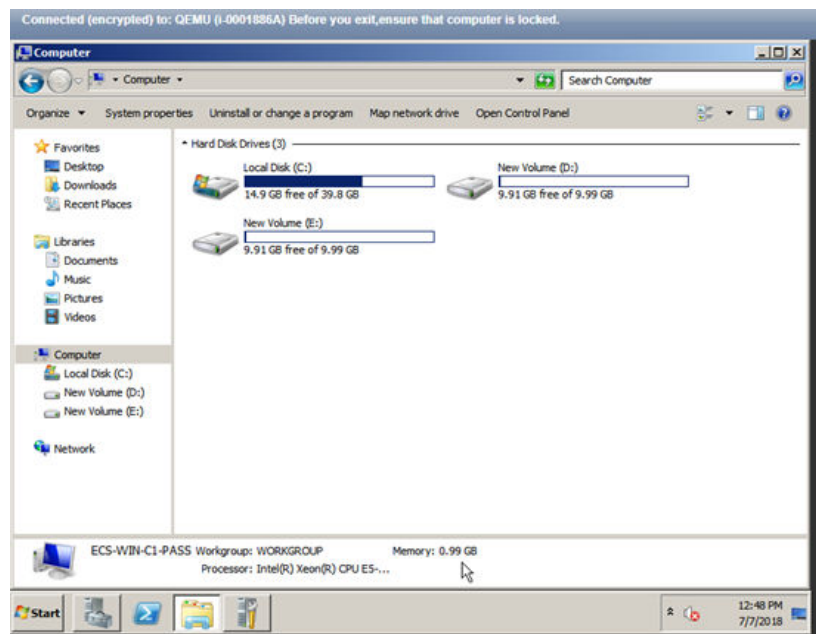 Connected (encrypted) to: QEMU (i-0001886A) Before you exit,ensure that computer is locked.
Computer
Computer
Search Computer
Organize System properties Uninstall or change a program Map network drive Open Control Panel
Favorites
Desktop
Downloads
Recent Places
Libraries
Documents
Music
Pictures
Videos
Computer
Local Disk (C:)
New Volume (D:)
New Volume (E:)
Network
Hard Disk Drives (3)
Local Disk (C:)
14.9 GB free of 39.8 GB
New Volume (D:)
9.91 GB free of 9.99 GB
New Volume (E:)
9.91 GB free of 9.99 GB
ECS-WIN-C1-PASS Workgroup: WORKGROUP Memory: 0.99 GB
Processor: Intel(R) Xeon(R) CPU E5-...
Start
12:48 PM
7/7/2018